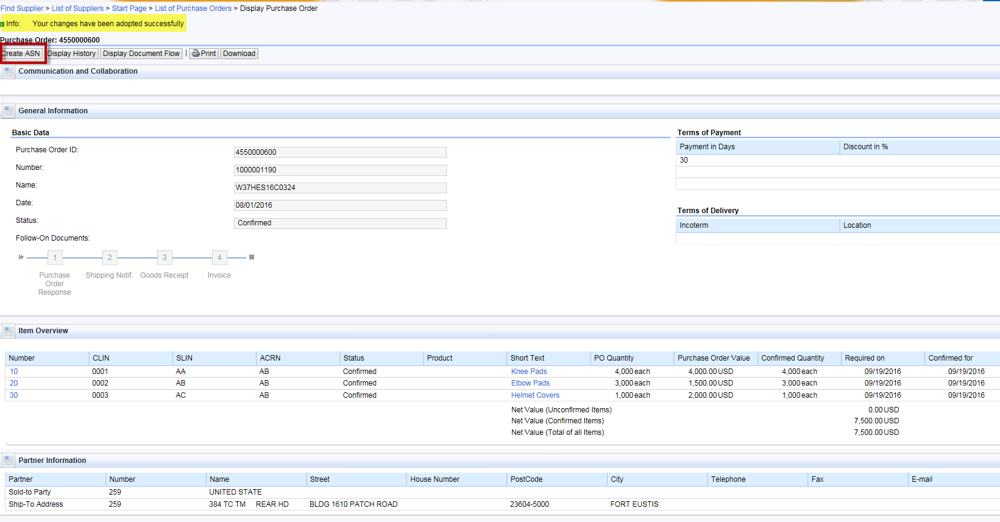 Find Supplier > List of Suppliers > Start Page > List of Purchase Orders > Display Purchase Order
Info: Your changes have been adopted successfully
Purchase Order: 4550000600
Create ASN Display History Display Document Flow | Print Download
Communication and Collaboration
General Information
Basic Data
Purchase Order ID: 4550000600
Number: 1000001190
Name: W37HES16C0324
Date: 08/01/2016
Status: Confirmed
Follow-On Documents:
1 2 3 4
Purchase Order Response Shipping Notif. Goods Receipt Invoice
Terms of Payment
Payment in Days Discount in %
30
Terms of Delivery
Incoterm Location
Item Overview
Number CLIN SLIN ACRN Status Product Short Text PO Quantity Purchase Order Value Confirmed Quantity Required on Confirmed for
10 0001 AA AB Confirmed Knee Pads 4,000 each 4,000.00 USD 4,000 each 09/19/2016 09/19/2016
20 0002 AB AB Confirmed Elbow Pads 3,000 each 1,500.00 USD 3,000 each 09/19/2016 09/19/2016
30 0003 AC AB Confirmed Helmet Covers 1,000 each 2,000.00 USD 1,000 each 09/19/2016 09/19/2016
Net Value (Unconfirmed Items) 0.00 USD
Net Value (Confirmed Items) 7,500.00 USD
Net Value (Total of all Items) 7,500.00 USD
Partner Information
Partner Number Name Street House Number PostCode City Telephone Fax E-mail
Sold-to Party 259 UNITED STATE
Ship-To Address 259 384 TC TM REAR HD BLDG 1610 PATCH ROAD 23604-5000 FORT EUSTIS